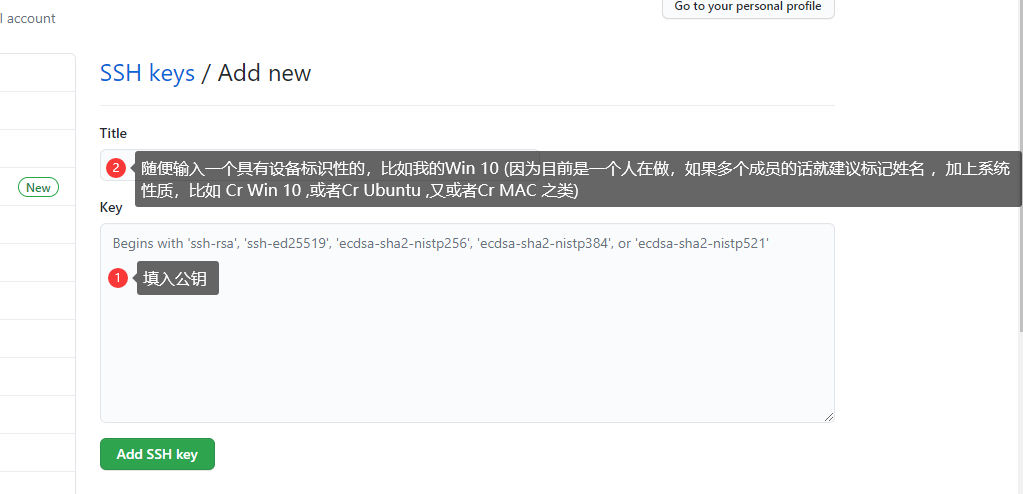 Go to your personal profile
l account
SSH keys / Add new
Title
2
随便输入一个具有设备标识性的，比如我的Win 10 (因为目前是一个人在做，如果多个成员的话就建议标记姓名 ，加上系统
性质，比如 Cr Win 10 ,或者Cr Ubuntu ,又或者Cr MAC 之类)
New
Key
Begins with 'ssh-rsa', 'ssh-ed25519', 'ecdsa-sha2-nistp256', 'ecdsa-sha2-nistp384', or 'ecdsa-sha2-nistp521'
1
填入公钥
Add SSH key